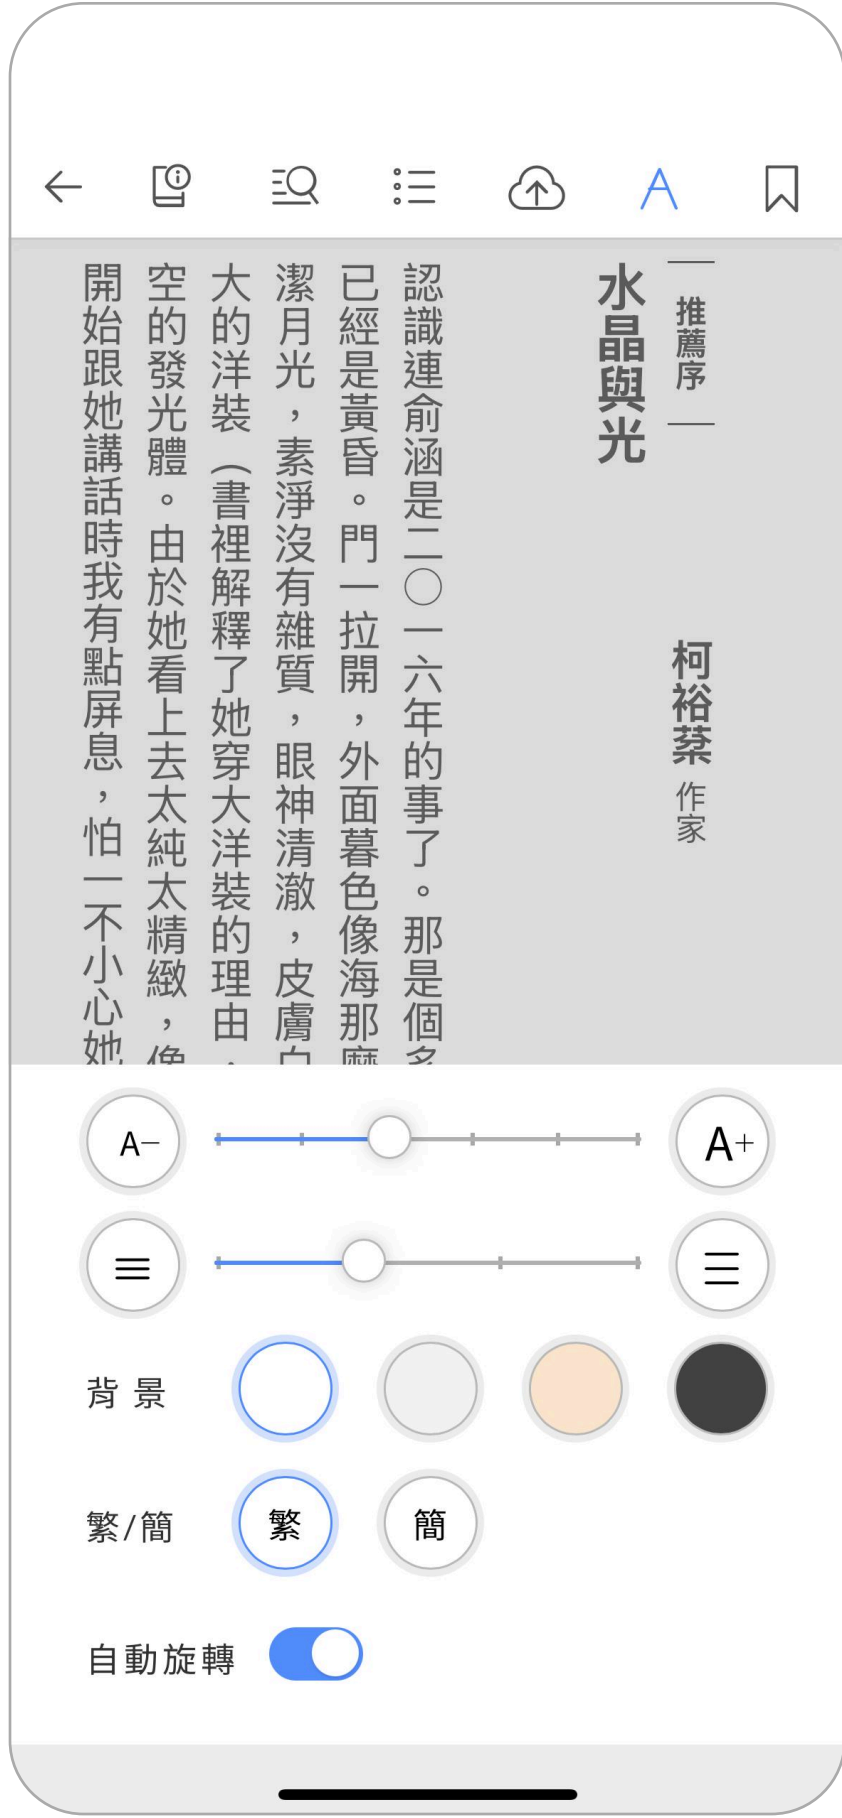 推薦序
水晶與光
柯裕棻 作家
認識連俞涵是二〇一六年的事了。那是個多
已經是黃昏。門一拉開，外面暮色像海那麼
潔月光，素淨沒有雜質，眼神清澈，皮膚白
大的洋裝（書裡解釋了她穿大洋裝的理由，
空的發光體。由於她看上去太純太精緻，像
開始跟她講話時我有點屏息，怕一不小心她
A−
A+
背景
繁/簡
繁
簡
自動旋轉